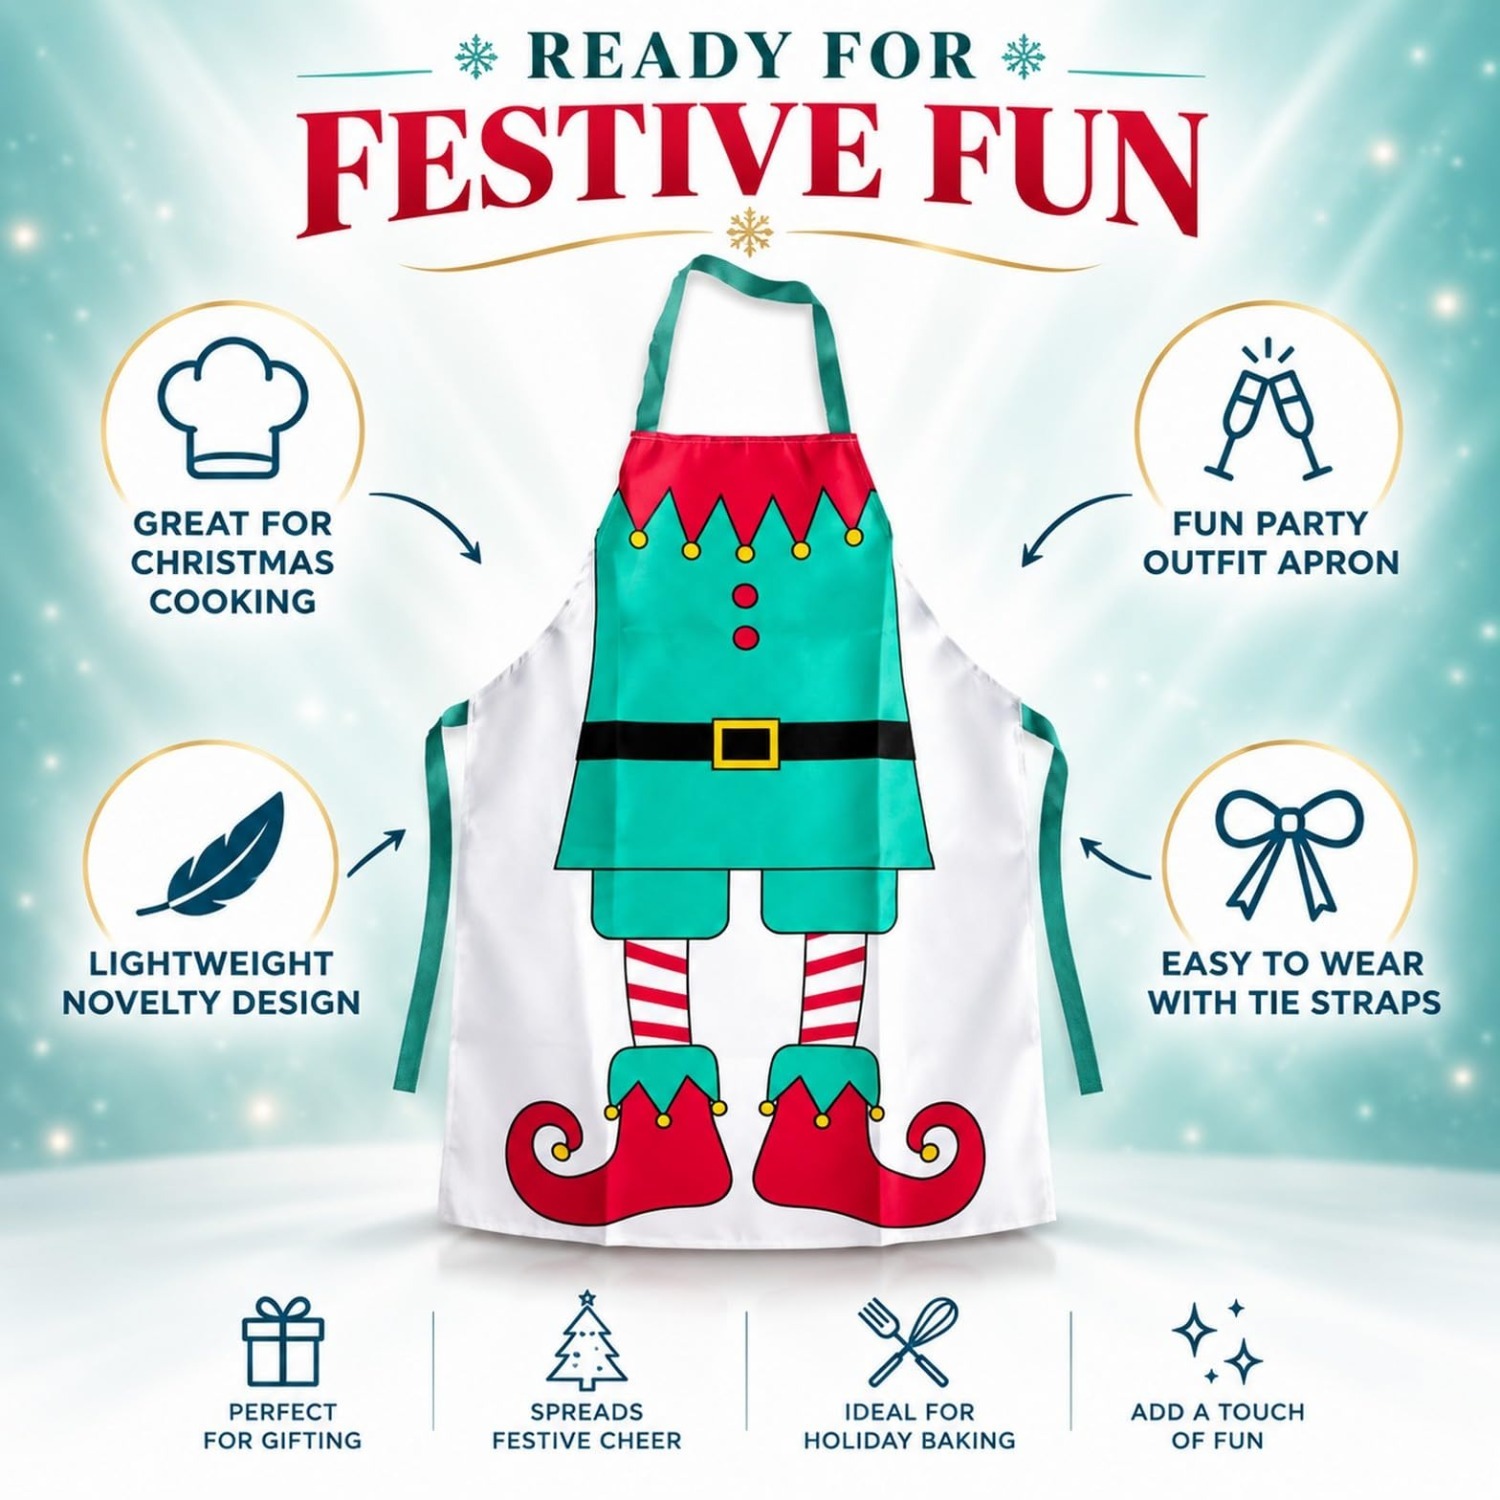 READY FOR
FESTIVE FUN
GREAT FOR
CHRISTMAS
COOKING
FUN PARTY
OUTFIT APRON
LIGHTWEIGHT
NOVELTY DESIGN
EASY TO WEAR
WITH TIE STRAPS
PERFECT
FOR GIFTING
SPREADS
FESTIVE CHEER
IDEAL FOR
HOLIDAY BAKING
ADD A TOUCH
OF FUN